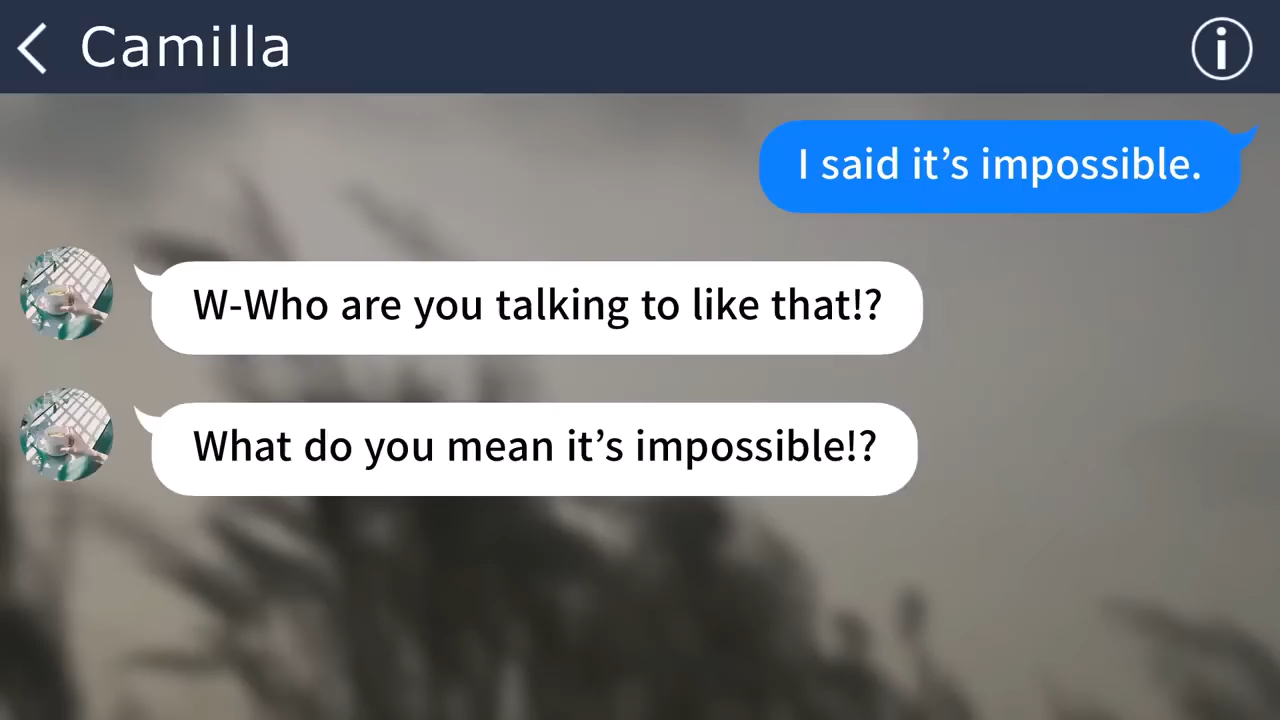 Camilla
I said it’s impossible.
W-Who are you talking to like that!?
What do you mean it’s impossible!?